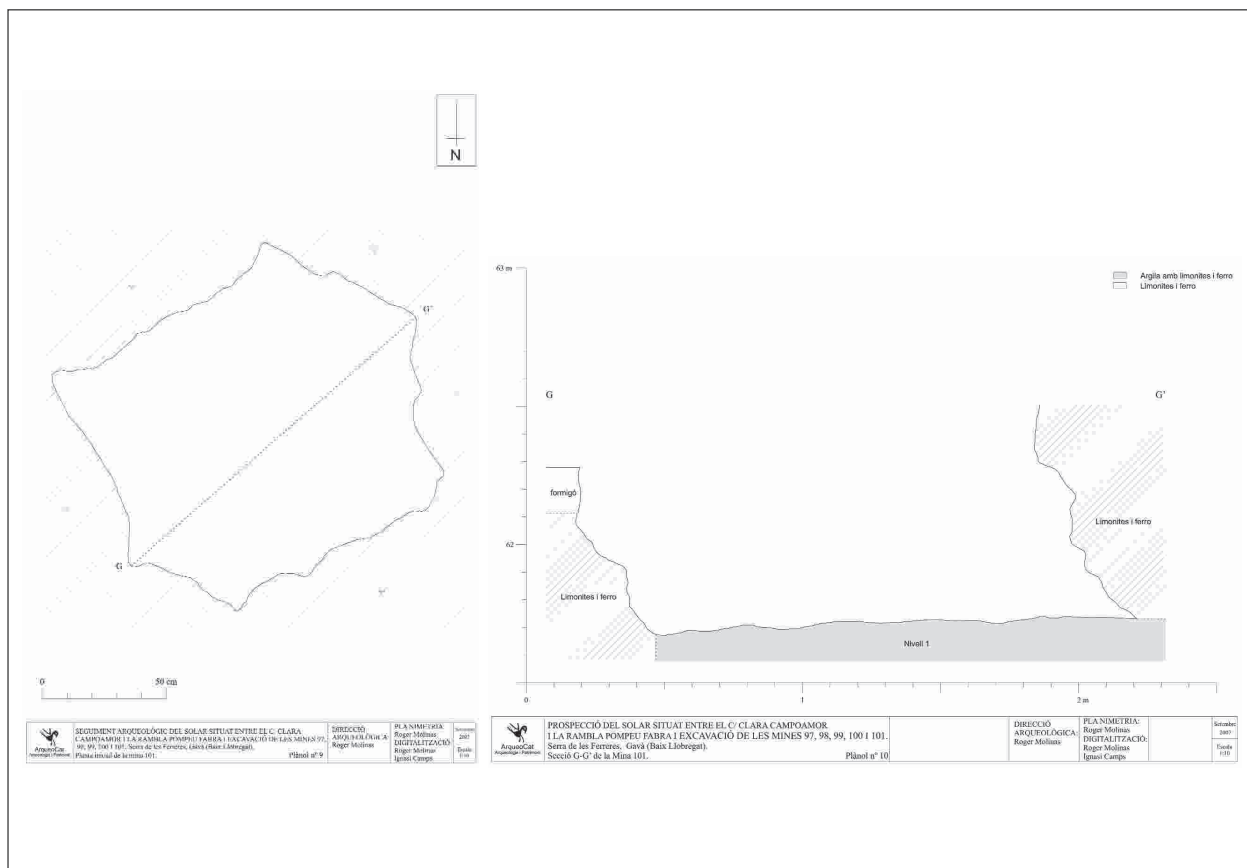 N
G'
G
0 50 cm
ArqueoCat
Arqueologia i Patrimoni
SEGUIMENT ARQUEOLÒGIC DEL SOLAR SITUAT ENTRE EL C/ CLARA
CAMPOAMOR I LA RAMBLA POMPEU FABRA I EXCAVACIÓ DE LES MINES 97,
98, 99, 100 I 101. Serra de les Ferreres, Gavà (Baix Llobregat).
Planta inicial de la mina 101. Plànol nº 9
DIRECCIÓ
ARQUEOLÒGICA:
Roger Molinas
PLANIMETRIA:
Roger Molinas
DIGITALITZACIÓ:
Roger Molinas
Ignasi Camps
Setembre
2007
Escala
1:10
63 m
Argila amb limonites i ferro
Limonites i ferro
G
G'
formigó
62
Limonites i ferro
Limonites i ferro
Nivell 1
0 1 2 m
ArqueoCat
Arqueologia i Patrimoni
PROSPECCIÓ DEL SOLAR SITUAT ENTRE EL C/ CLARA CAMPOAMOR
I LA RAMBLA POMPEU FABRA I EXCAVACIÓ DE LES MINES 97, 98, 99, 100 I 101.
Serra de les Ferreres. Gavà (Baix Llobregat).
Secció G-G' de la Mina 101. Plànol nº 10
DIRECCIÓ
ARQUEOLÒGICA:
Roger Molinas
PLANIMETRIA:
Roger Molinas
DIGITALITZACIÓ:
Roger Molinas
Ignasi Camps
Setembre
2007
Escala
1:10